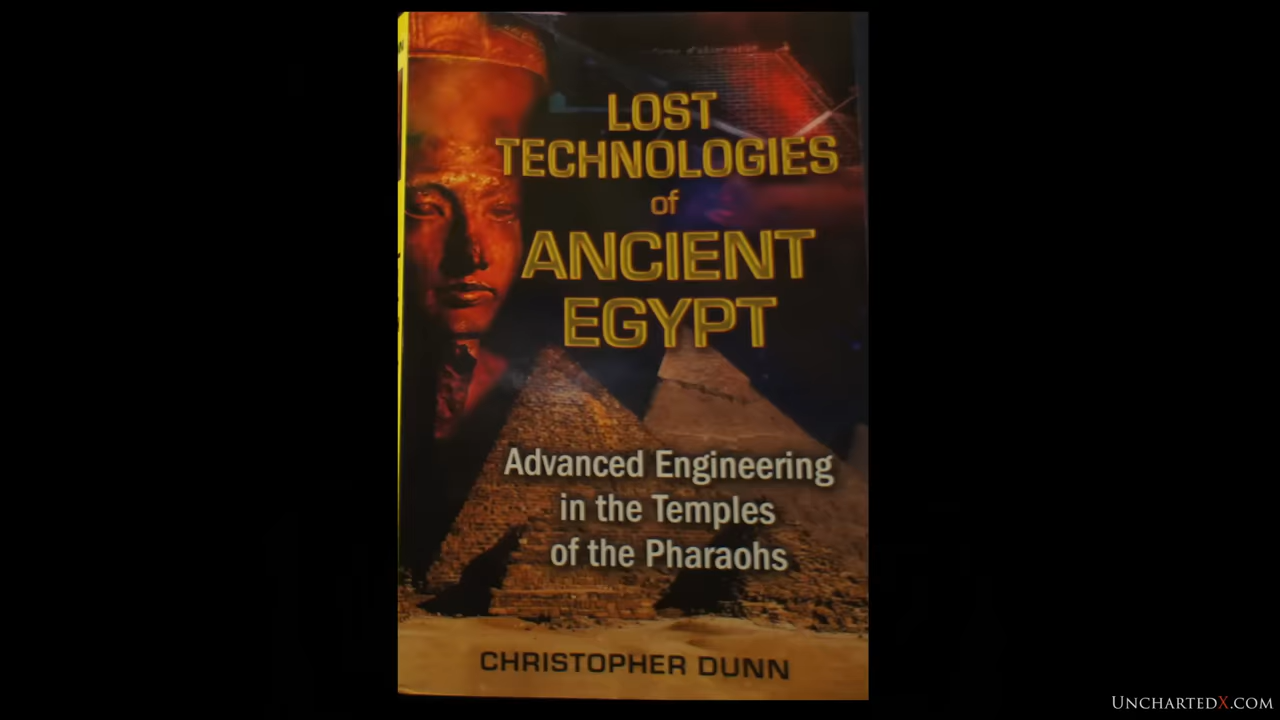 LOST
TECHNOLOGIES
of
ANCIENT
EGYPT
Advanced Engineering
in the Temples
of the Pharaohs
CHRISTOPHER DUNN
UNCHARTEDX.COM